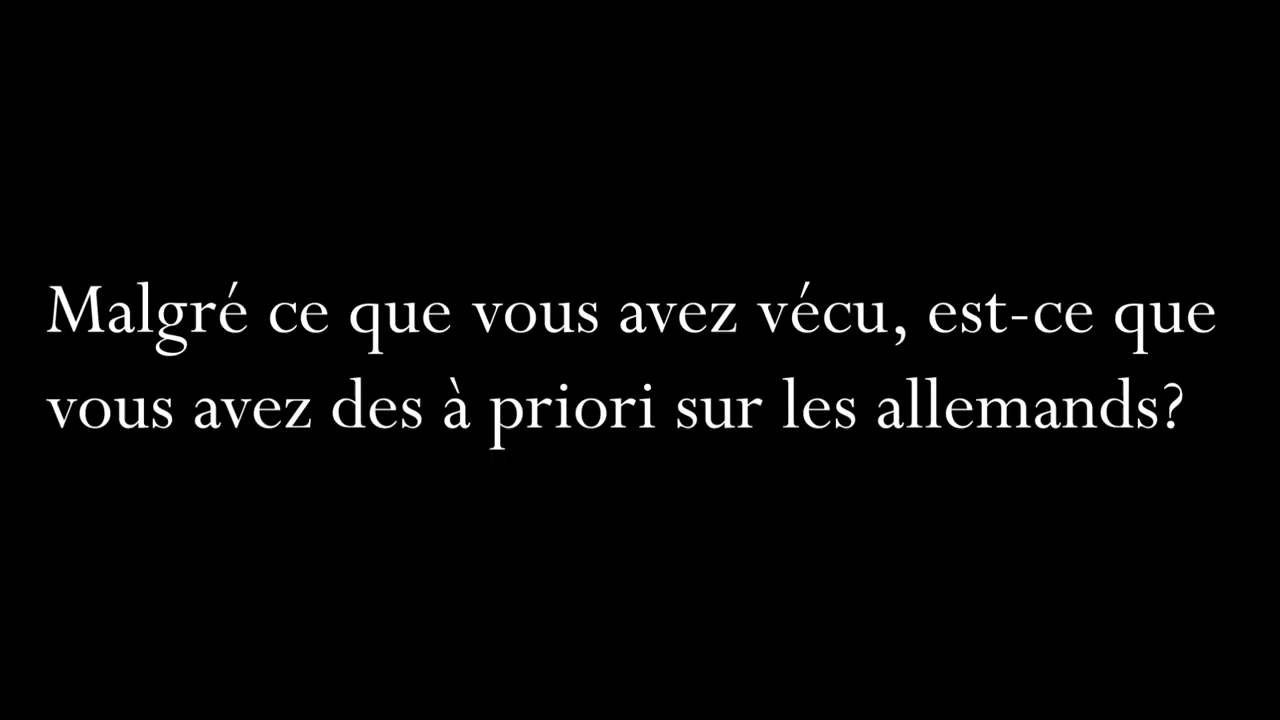 Malgré ce que vous avez vécu, est-ce que
vous avez des à priori sur les allemands?